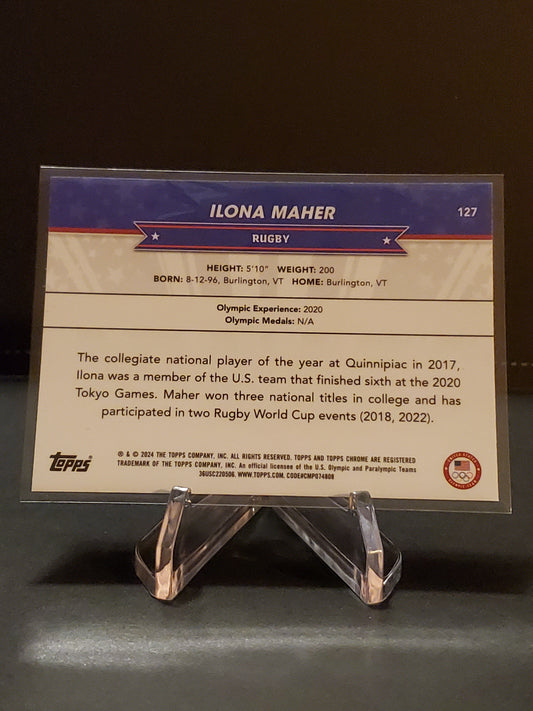 ILONA MAHER
127
RUGBY
HEIGHT: 5'10" WEIGHT: 200
BORN: 8-12-96, Burlington, VT HOME: Burlington, VT
Olympic Experience: 2020
Olympic Medals: N/A
The collegiate national player of the year at Quinnipiac in 2017,
Ilona was a member of the U.S. team that finished sixth at the 2020
Tokyo Games. Maher won three national titles in college and has
participated in two Rugby World Cup events (2018, 2022).
® & © 2024 THE TOPPS COMPANY, INC. ALL RIGHTS RESERVED. TOPPS AND TOPPS CHROME ARE REGISTERED
TRADEMARK OF THE TOPPS COMPANY, INC. An official licensee of the U.S. Olympic and Paralympic Teams
36USC220506. WWW.TOPPS.COM. CODE#CMP074808
Topps